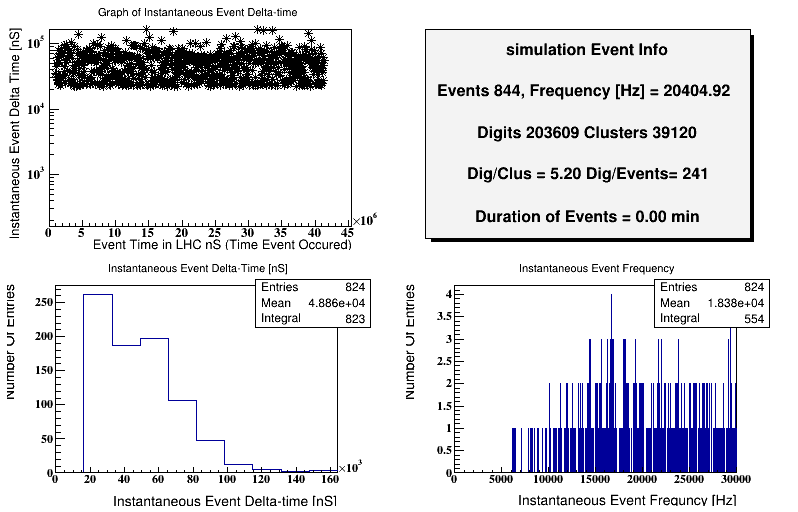 Graph of Instantaneous Event Delta-time
Instantaneous Event Delta Time [nS]
10^5
10^4
10^3
0 5 10 15 20 25 30 35 40 45
×10^6
Event Time in LHC nS (Time Event Occured)
simulation Event Info
Events 844, Frequency [Hz] = 20404.92
Digits 203609 Clusters 39120
Dig/Clus = 5.20 Dig/Events= 241
Duration of Events = 0.00 min
Instantaneous Event Delta-Time [nS]
Entries 824
Mean 4.886e+04
Integral 823
Number Of Entries
250
200
150
100
50
0
0 20 40 60 80 100 120 140 160
×10^3
Instantaneous Event Delta-time [nS]
Instantaneous Event Frequency
Entries 824
Mean 1.838e+04
Integral 554
Number Of Entries
4
3.5
3
2.5
2
1.5
1
0.5
0
0 5000 10000 15000 20000 25000 30000
Instantaneous Event Frequncy [Hz]